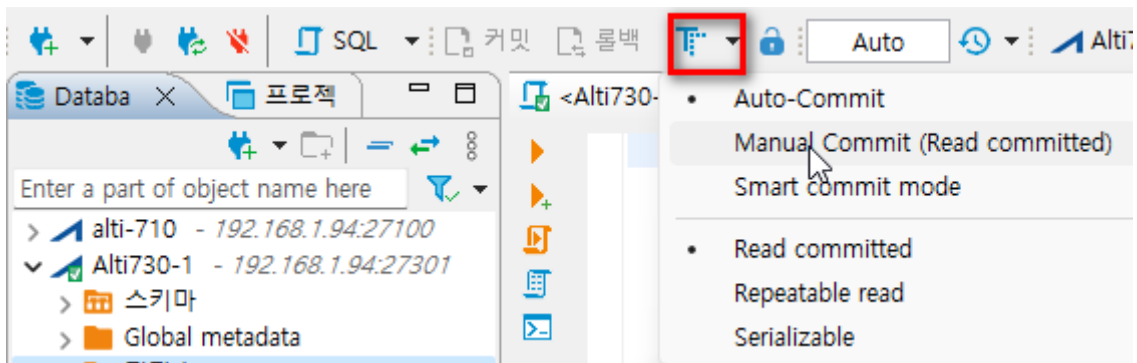 SQL 커밋 롤백 Auto
Databa 프로젝 <Alti730-
Auto-Commit
Manual Commit (Read committed)
Smart commit mode
Read committed
Repeatable read
Serializable
Enter a part of object name here
alti-710 - 192.168.1.94:27100
Alti730-1 - 192.168.1.94:27301
스키마
Global metadata